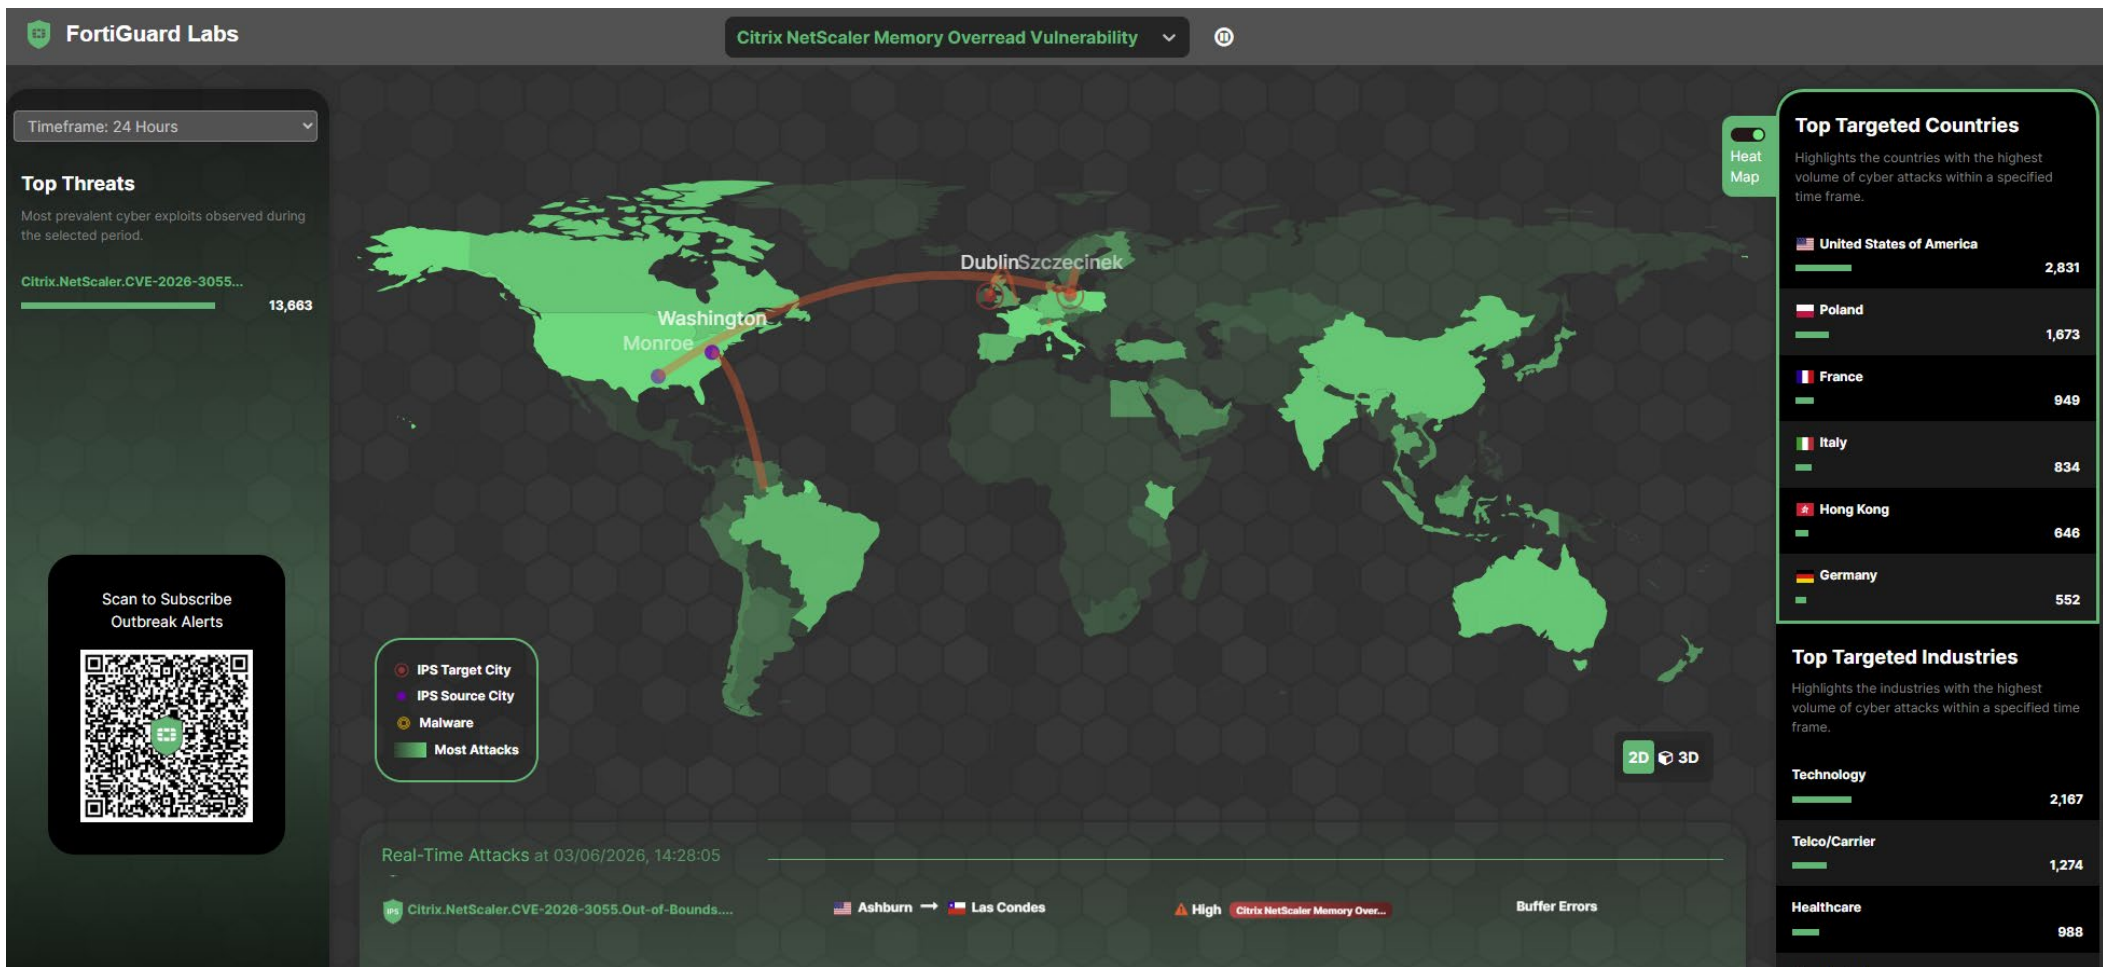 FortiGuard Labs
Citrix NetScaler Memory Overread Vulnerability
Timeframe: 24 Hours
Top Threats
Most prevalent cyber exploits observed during
the selected period.
Citrix.NetScaler.CVE-2026-3055...
13,663
Scan to Subscribe
Outbreak Alerts
Dublin
Szczecinek
Washington
Monroe
IPS Target City
IPS Source City
Malware
Most Attacks
2D
3D
Heat
Map
Top Targeted Countries
Highlights the countries with the highest
volume of cyber attacks within a specified
time frame.
United States of America
2,831
Poland
1,673
France
949
Italy
834
Hong Kong
646
Germany
552
Top Targeted Industries
Highlights the industries with the highest
volume of cyber attacks within a specified time
frame.
Technology
2,167
Telco/Carrier
1,274
Healthcare
988
Real-Time Attacks at 03/06/2026, 14:28:05
IPS Citrix.NetScaler.CVE-2026-3055.Out-of-Bounds.... Ashburn → Las Condes High Citrix NetScaler Memory Over... Buffer Errors